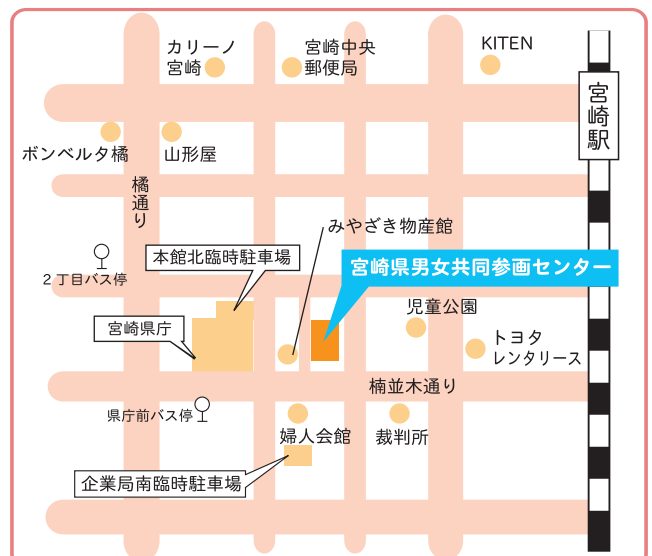 カリーノ
宮崎
宮崎中央
郵便局
KITEN
宮崎駅
ボンベルタ橘
山形屋
橘通り
みやざき物産館
本館北臨時駐車場
宮崎県男女共同参画センター
2丁目バス停
児童公園
宮崎県庁
トヨタ
レンタリース
楠並木通り
県庁前バス停
婦人会館
裁判所
企業局南臨時駐車場